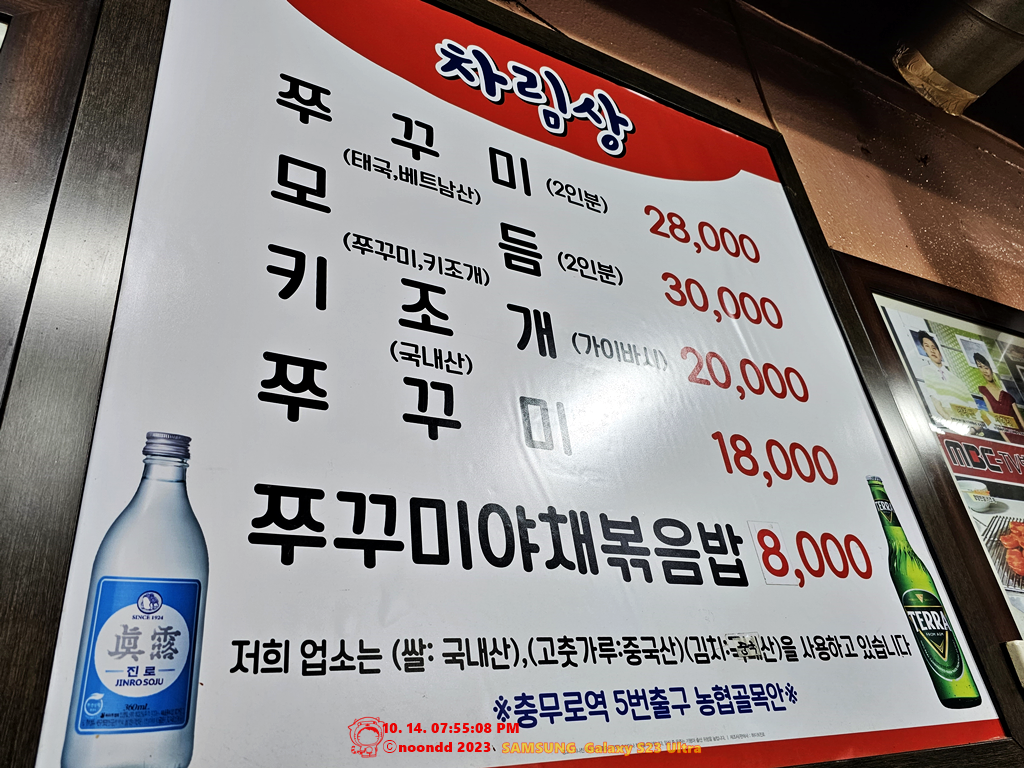 차림상
쭈꾸미 (2인분) 28,000
(태국,베트남산)
모듬 (2인분) 30,000
(쭈꾸미,키조개)
키조개 (가이바시) 20,000
(국내산)
쭈꾸미 18,000
쭈꾸미야채볶음밥 8,000
저희 업소는 (쌀: 국내산),(고춧가루:중국산)(김치:산)을 사용하고 있습니다
※충무로역 5번출구 농협골목안※
SINCE 1924
眞露
진로
JINRO SOJU
360ml
TERRA
TERRA
MBC-TV
10. 14. 07:55:08 PM
©noondd 2023 SAMSUNG Galaxy S23 Ultra